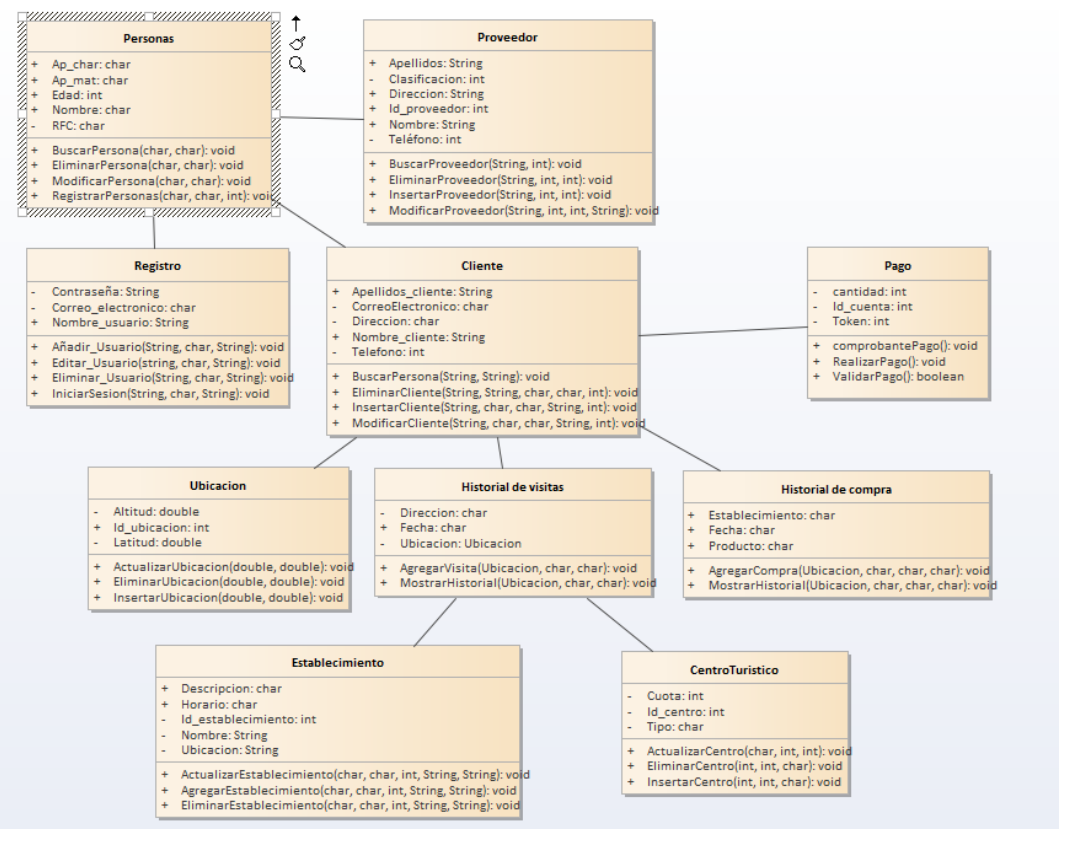 Personas
+ Ap_char: char
+ Ap_mat: char
+ Edad: int
+ Nombre: char
- RFC: char
+ BuscarPersona(char, char): void
+ EliminarPersona(char, char): void
+ ModificarPersona(char, char): void
+ RegistrarPersonas(char, char, int): void
Proveedor
+ Apellidos: String
- Clasificacion: int
+ Direccion: String
+ Id_proveedor: int
+ Nombre: String
- Teléfono: int
+ BuscarProveedor(String, int): void
+ EliminarProveedor(String, int, int): void
+ InsertarProveedor(String, int, int): void
+ ModificarProveedor(String, int, int, String): void
Registro
- Contraseña: String
- Correo_electronico: char
+ Nombre_usuario: String
+ Añadir_Usuario(String, char, String): void
+ Editar_Usuario(string, char, String): void
+ Eliminar_Usuario(String, char, String): void
+ IniciarSesion(String, char, String): void
Cliente
+ Apellidos_cliente: String
- CorreoElectronico: char
- Direccion: char
+ Nombre_cliente: String
- Telefono: int
+ BuscarPersona(String, String): void
+ EliminarCliente(String, String, char, char, int): void
+ InsertarCliente(String, char, char, String, int): void
+ ModificarCliente(String, char, char, String, int): void
Pago
- cantidad: int
- Id_cuenta: int
- Token: int
+ comprobantePago(): void
+ RealizarPago(): void
+ ValidarPago(): boolean
Ubicacion
- Altitud: double
+ Id_ubicacion: int
- Latitud: double
+ ActualizarUbicacion(double, double): void
+ EliminarUbicacion(double, double): void
+ InsertarUbicacion(double, double): void
Historial de visitas
- Direccion: char
+ Fecha: char
- Ubicacion: Ubicacion
+ AgregarVisita(Ubicacion, char, char): void
+ MostrarHistorial(Ubicacion, char, char): void
Historial de compra
+ Establecimiento: char
+ Fecha: char
+ Producto: char
+ AgregarCompra(Ubicacion, char, char, char): void
+ MostrarHistorial(Ubicacion, char, char, char): void
Establecimiento
+ Descripcion: char
+ Horario: char
- Id_establecimiento: int
- Nombre: String
- Ubicacion: String
+ ActualizarEstablecimiento(char, char, int, String, String): void
+ AgregarEstablecimiento(char, char, int, String, String): void
+ EliminarEstablecimiento(char, char, int, String, String): void
CentroTuristico
- Cuota: int
- Id_centro: int
- Tipo: char
+ ActualizarCentro(char, int, int): void
+ EliminarCentro(int, int, char): void
+ InsertarCentro(int, int, char): void